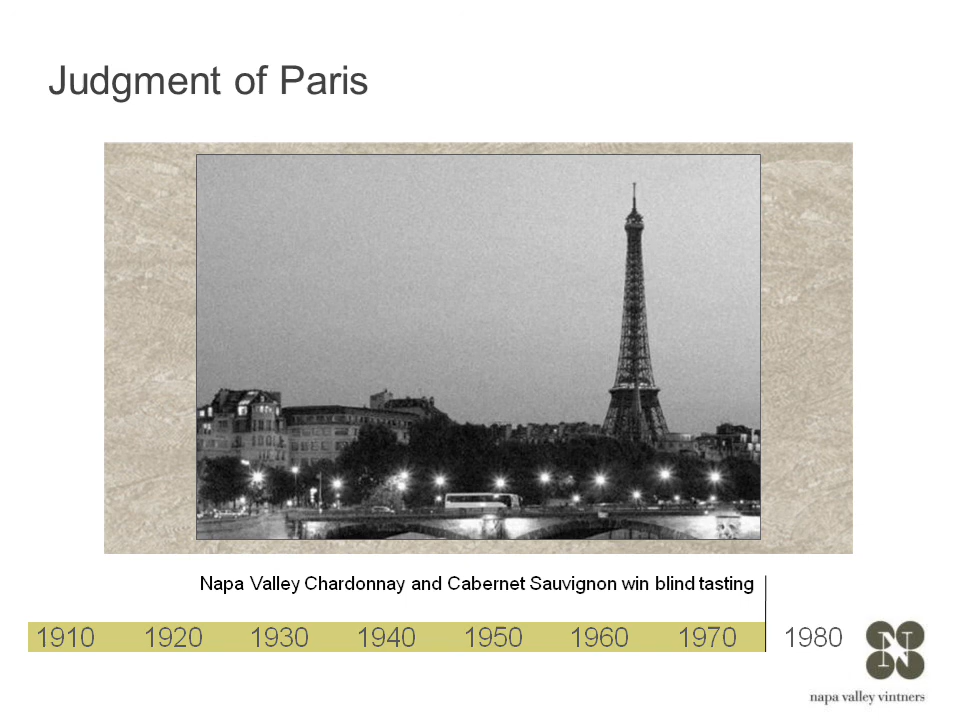 Judgment of Paris
Napa Valley Chardonnay and Cabernet Sauvignon win blind tasting
1910 1920 1930 1940 1950 1960 1970 1980
N
napa valley vintners